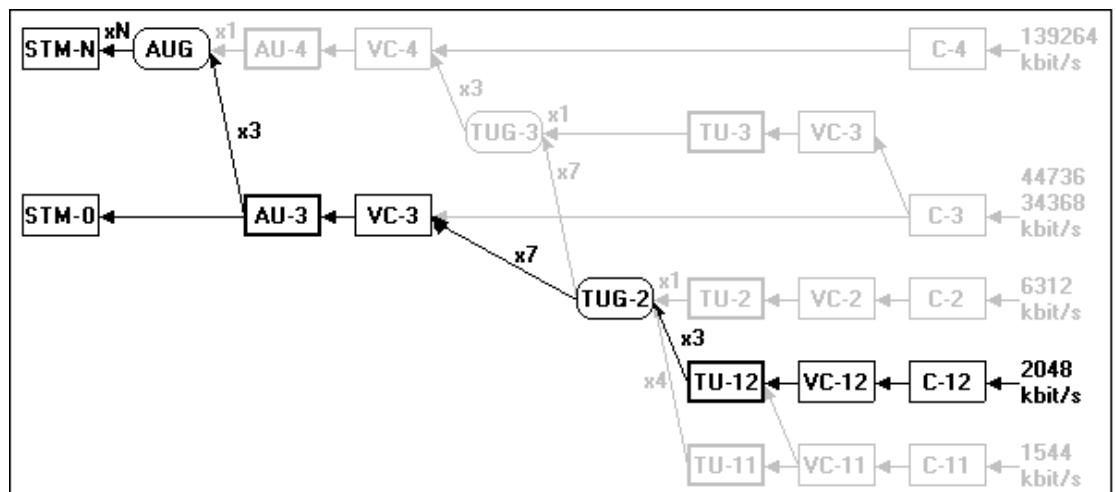 STM-N xN AUG x1 AU-4 VC-4 C-4 139264
kbit/s
x3
TUG-3 x1 TU-3 VC-3
x3
x7
44736
STM-0 AU-3 VC-3 C-3 34368
kbit/s
x7
TUG-2 x1 TU-2 VC-2 C-2 6312
kbit/s
x3
x4 TU-12 VC-12 C-12 2048
kbit/s
TU-11 VC-11 C-11 1544
kbit/s